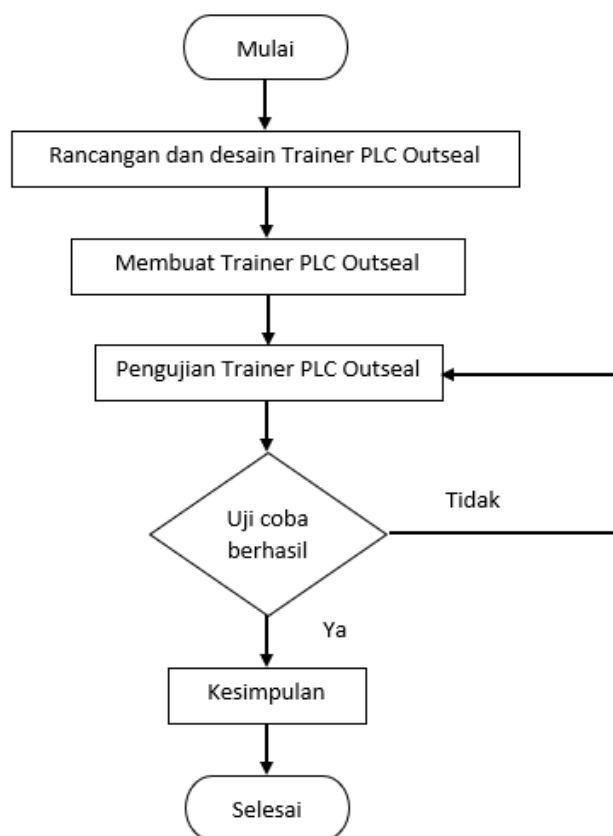 Mulai
Rancangan dan desain Trainer PLC Outseal
Membuat Trainer PLC Outseal
Pengujian Trainer PLC Outseal
Uji coba
berhasil
Tidak
Ya
Kesimpulan
Selesai